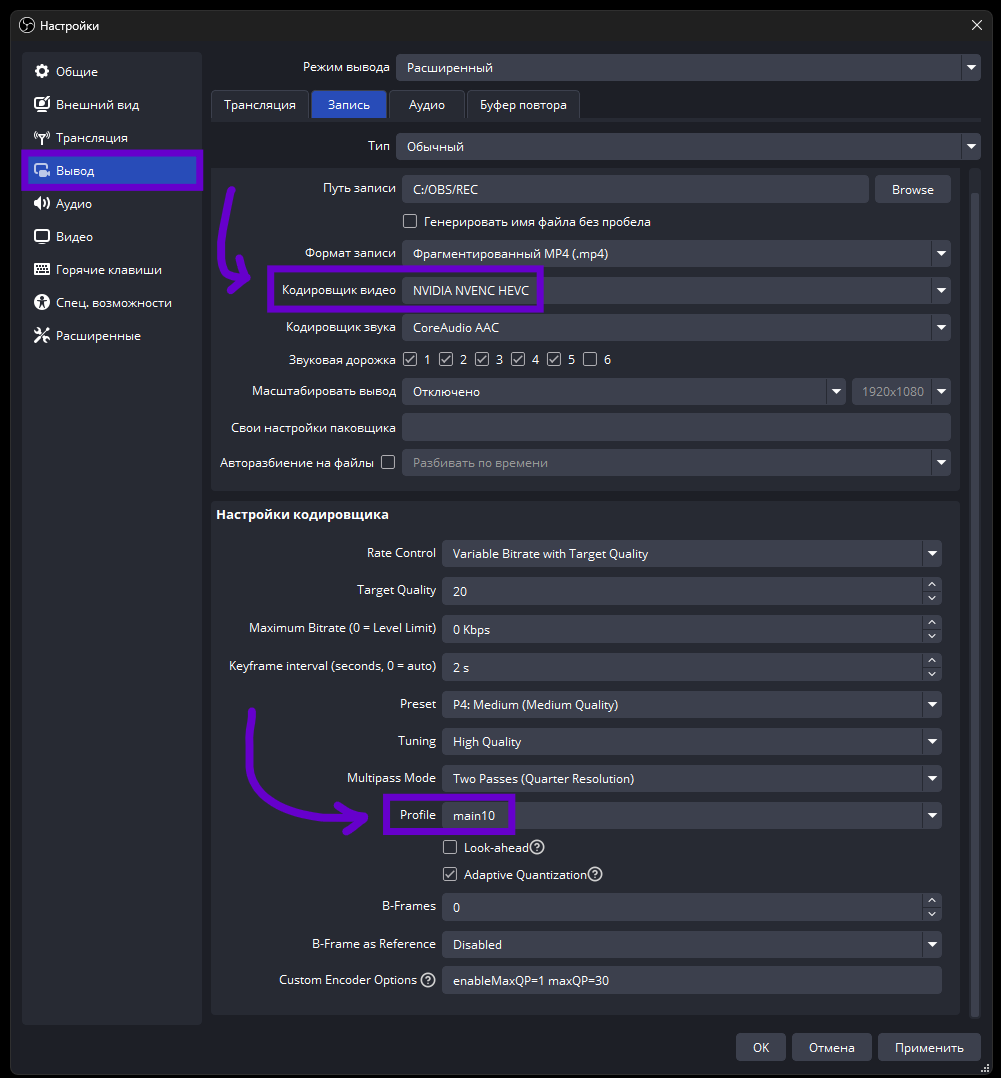 Настройки
Общие
Внешний вид
Трансляция
Вывод
Аудио
Видео
Горячие клавиши
Спец. возможности
Расширенные
Режим вывода Расширенный
Трансляция Запись Аудио Буфер повтора
Тип Обычный
Путь записи C:/OBS/REC Browse
Генерировать имя файла без пробела
Формат записи Фрагментированный MP4 (.mp4)
Кодировщик видео NVIDIA NVENC HEVC
Кодировщик звука CoreAudio AAC
Звуковая дорожка 1 2 3 4 5 6
Масштабировать вывод Отключено 1920x1080
Свои настройки паковщика
Авторазбиение на файлы Разбивать по времени
Настройки кодировщика
Rate Control Variable Bitrate with Target Quality
Target Quality 20
Maximum Bitrate (0 = Level Limit) 0 Kbps
Keyframe interval (seconds, 0 = auto) 2 s
Preset P4: Medium (Medium Quality)
Tuning High Quality
Multipass Mode Two Passes (Quarter Resolution)
Profile main10
Look-ahead
Adaptive Quantization
B-Frames 0
B-Frame as Reference Disabled
Custom Encoder Options enableMaxQP=1 maxQP=30
OK Отмена Применить